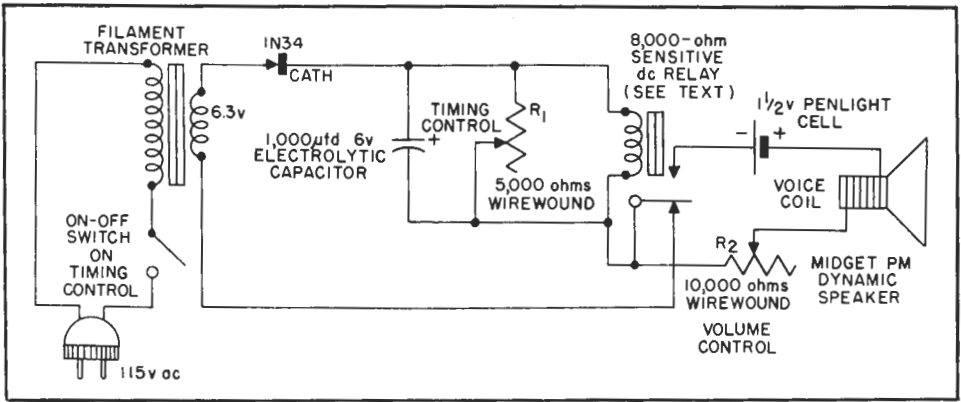 FILAMENT
TRANSFORMER
6.3v
1N34
CATH
1,000µfd 6v
ELECTROLYTIC
CAPACITOR
+
TIMING
CONTROL
R1
5,000 ohms
WIREWOUND
8,000-ohm
SENSITIVE
dc RELAY
(SEE TEXT)
1 1/2v PENLIGHT
CELL
- +
VOICE
COIL
R2
10,000 ohms
WIREWOUND
VOLUME
CONTROL
MIDGET PM
DYNAMIC
SPEAKER
ON-OFF
SWITCH
ON
TIMING
CONTROL
115v ac